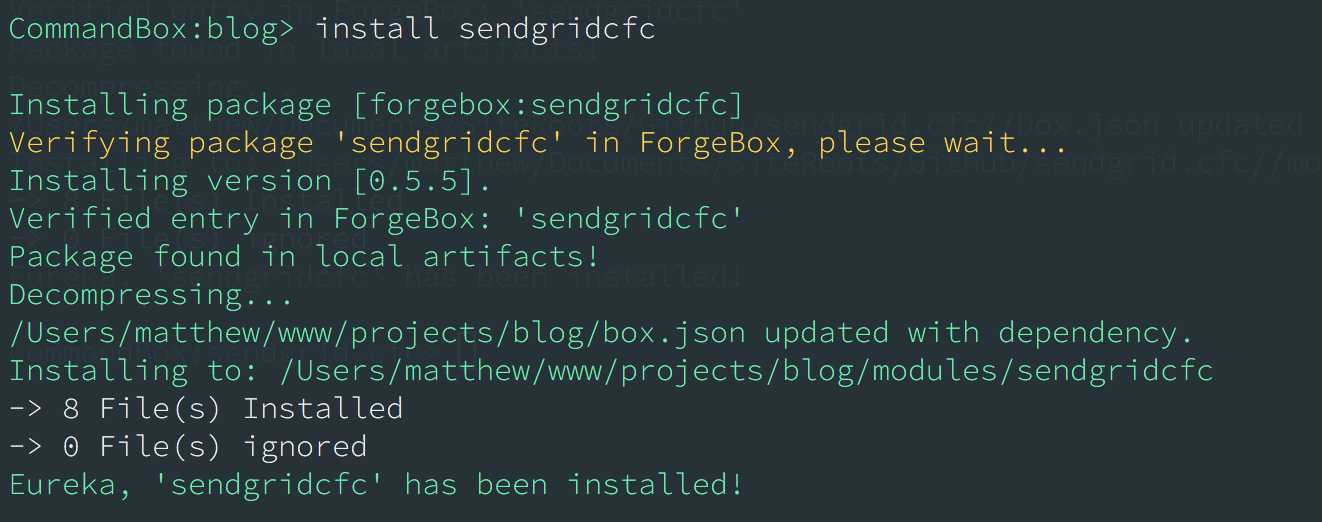 CommandBox:blog> install sendgridcfc
Installing package [forgebox:sendgridcfc]
Verifying package 'sendgridcfc' in ForgeBox, please wait...
Installing version [0.5.5].
Verified entry in ForgeBox: 'sendgridcfc'
Package found in local artifacts!
Decompressing...
/Users/matthew/www/projects/blog/box.json updated with dependency.
Installing to: /Users/matthew/www/projects/blog/modules/sendgridcfc
-> 8 File(s) Installed
-> 0 File(s) ignored
Eureka, 'sendgridcfc' has been installed!